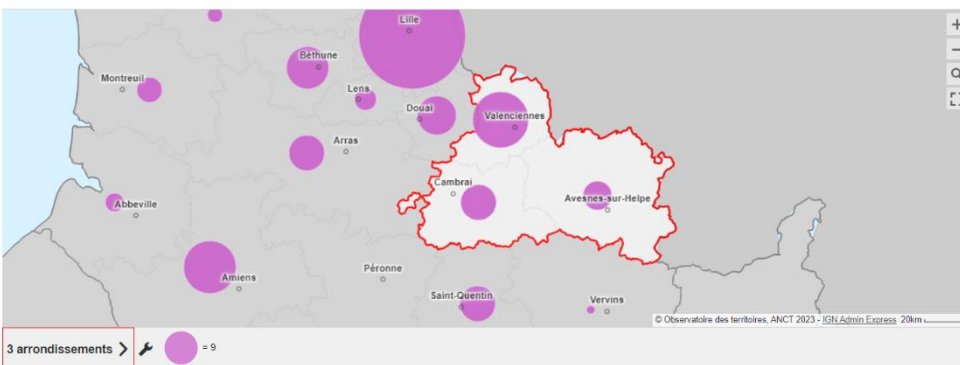 Lille
Béthune
Montreuil
Lens
Douai
Valenciennes
Arras
Cambrai
Avesnes-sur-Helpe
Abbeville
Péronne
Amiens
Saint-Quentin
Vervins
© Observatoire des territoires, ANCT 2023 - IGN Admin Express 20km
3 arrondissements
= 9